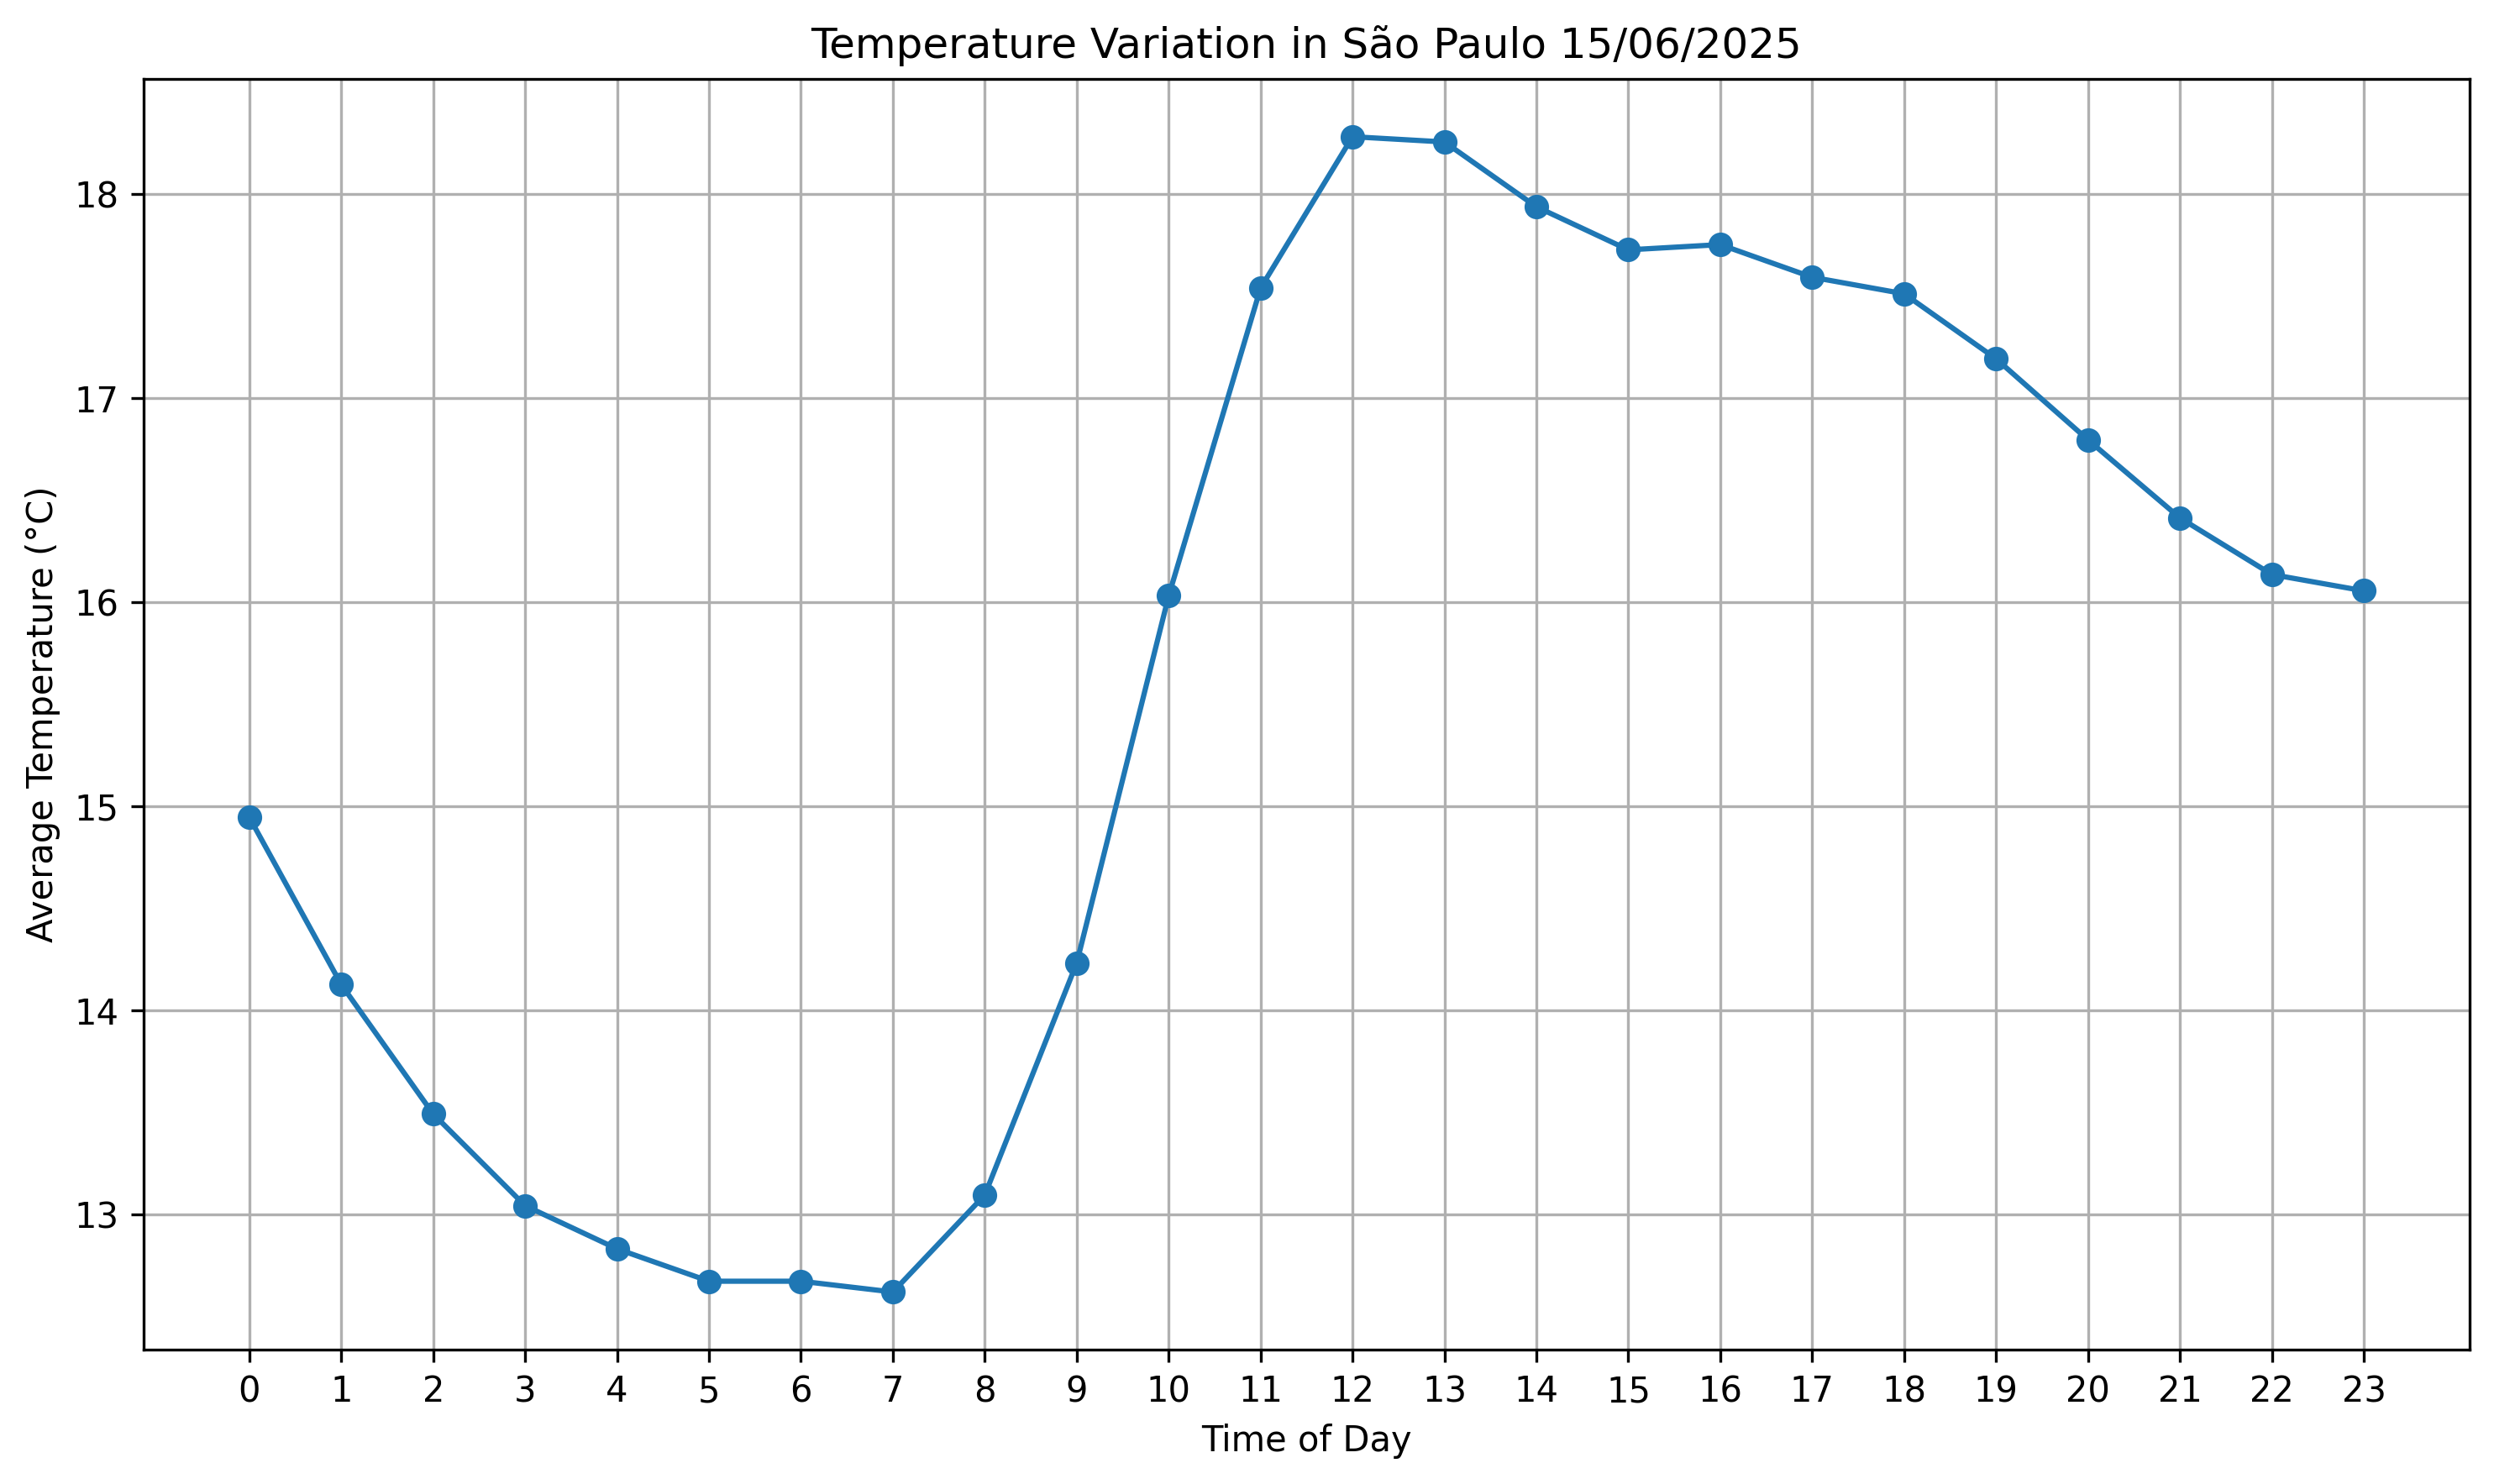 Temperature Variation in São Paulo 15/06/2025
Average Temperature (°C)
18
17
16
15
14
13
0 1 2 3 4 5 6 7 8 9 10 11 12 13 14 15 16 17 18 19 20 21 22 23
Time of Day